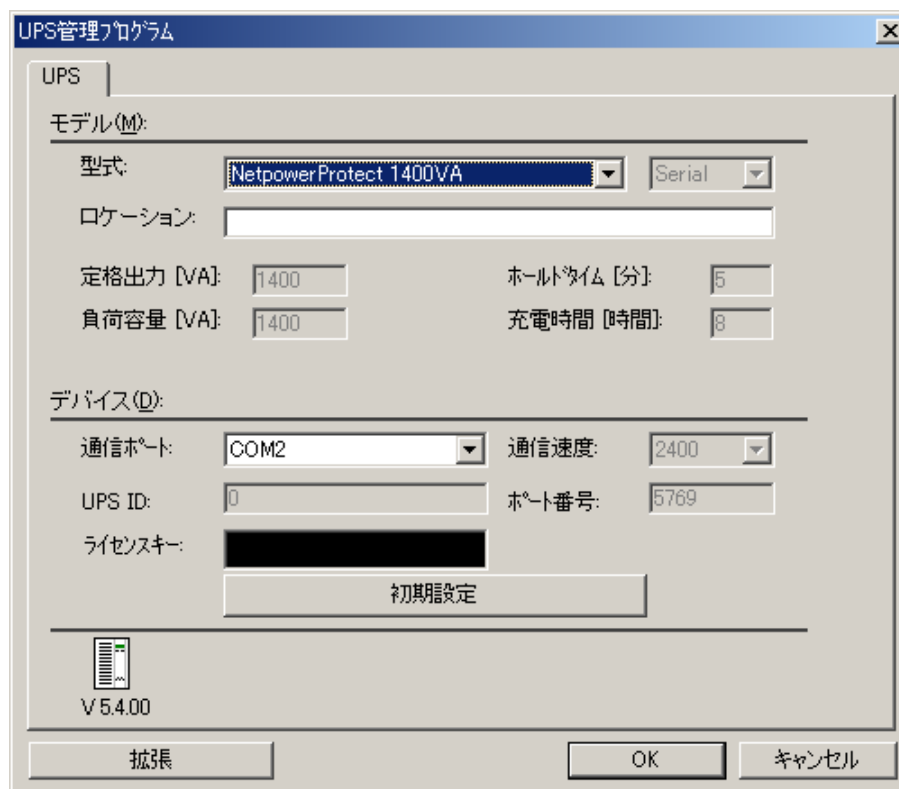 UPS管理プログラム
UPS
モデル(M):
型式: NetpowerProtect 1400VA Serial
ロケーション:
定格出力 [VA]: 1400 ホールドタイム [分]: 5
負荷容量 [VA]: 1400 充電時間 [時間]: 8
デバイス(D):
通信ポート: COM2 通信速度: 2400
UPS ID: 0 ポート番号: 5769
ライセンスキー:
初期設定
V 5.4.00
拡張 OK キャンセル